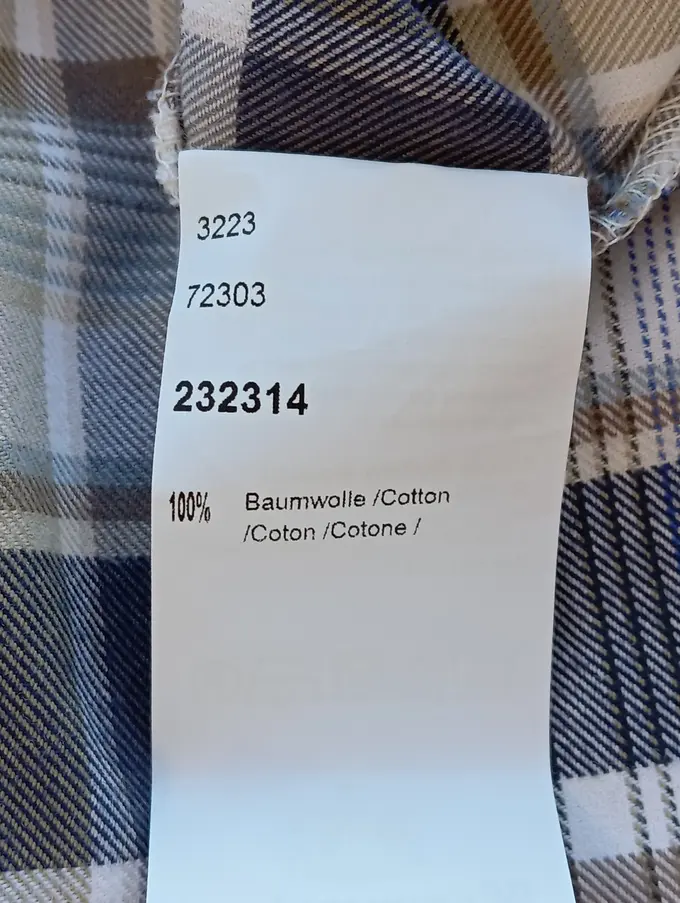 3223
72303
232314
100% Baumwolle /Cotton
/Coton /Cotone /